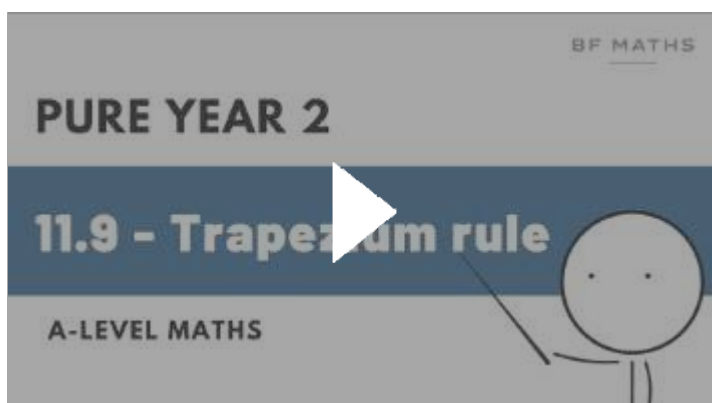 BF MATHS
PURE YEAR 2
11.9 - Trapezium rule
A-LEVEL MATHS